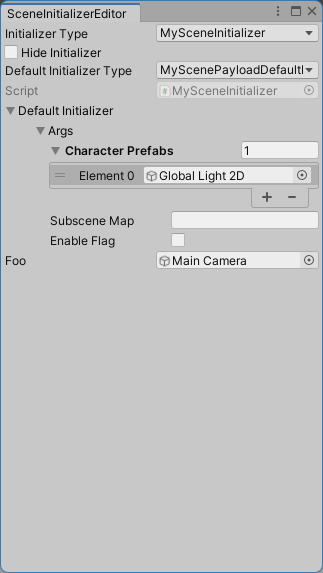 SceneInitializerEditor
Initializer Type MySceneInitializer
Hide Initializer
Default Initializer Type MyScenePayloadDefaultI
Script # MySceneInitializer
Default Initializer
Args
Character Prefabs 1
Element 0 Global Light 2D
+ −
Subscene Map
Enable Flag
Foo Main Camera